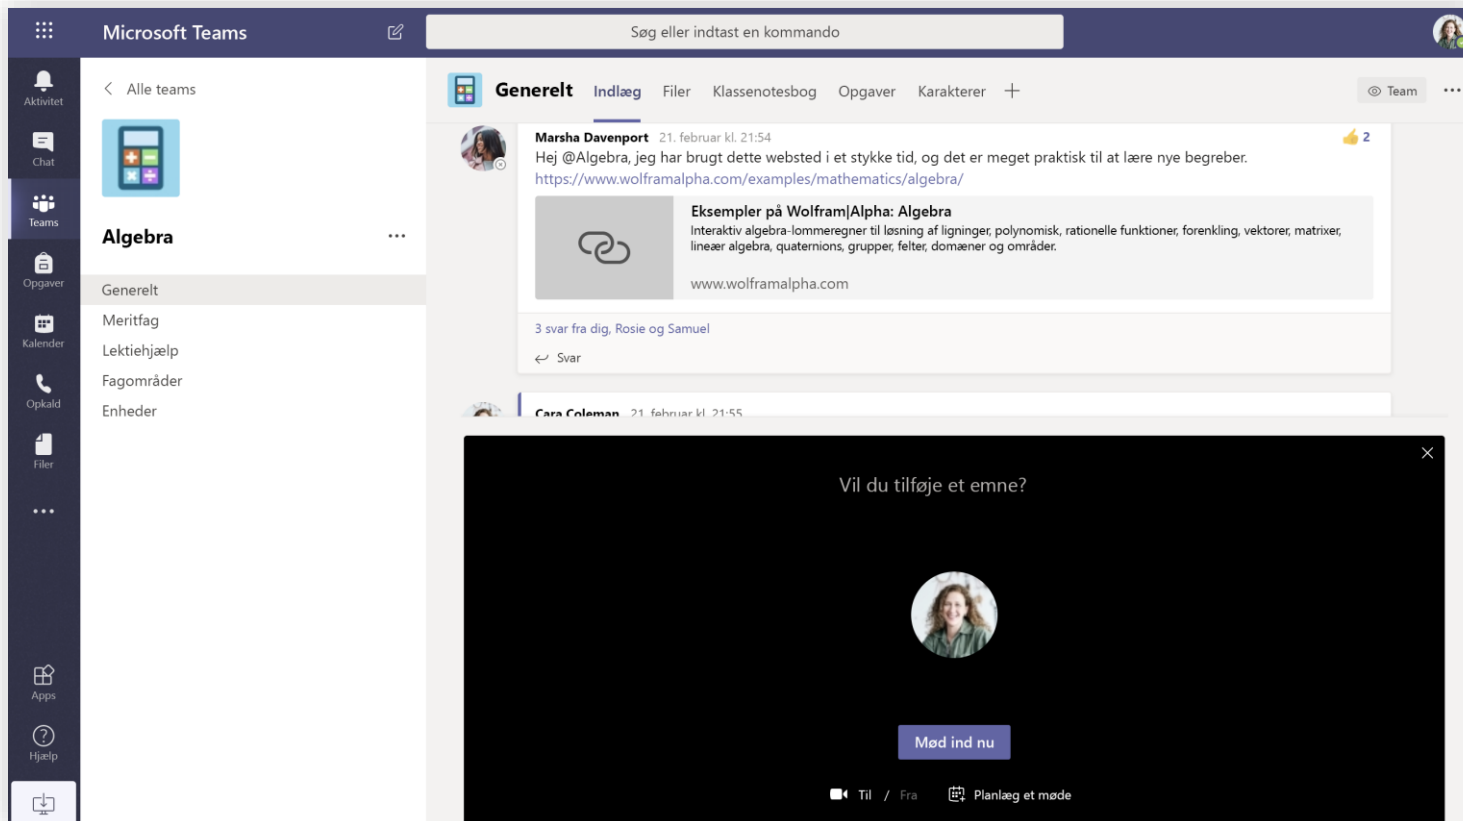 Microsoft Teams
Søg eller indtast en kommando
Aktivitet
Chat
Teams
Opgaver
Kalender
Opkald
Filer
Apps
Hjælp
Alle teams
Algebra
Generelt
Meritfag
Lektiehjælp
Fagområder
Enheder
Generelt Indlæg Filer Klassenotesbog Opgaver Karakterer
Team
Marsha Davenport 21. februar kl. 21:54
2
Hej @Algebra, jeg har brugt dette websted i et stykke tid, og det er meget praktisk til at lære nye begreber.
https://www.wolframalpha.com/examples/mathematics/algebra/
Eksempler på Wolfram|Alpha: Algebra
Interaktiv algebra-lommeregner til løsning af ligninger, polynomisk, rationelle funktioner, forenkling, vektorer, matrixer,
lineær algebra, quaternions, grupper, felter, domæner og områder.
www.wolframalpha.com
3 svar fra dig, Rosie og Samuel
Svar
Cara Coleman 21. februar kl. 21:55
Vil du tilføje et emne?
Mød ind nu
Til / Fra Planlæg et møde